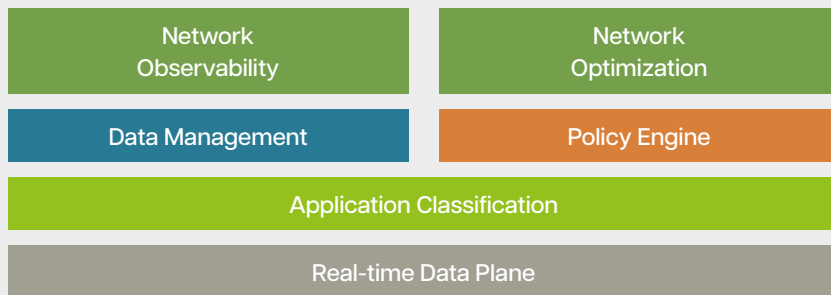 Network
Observability
Network
Optimization
Data Management
Policy Engine
Application Classification
Real-time Data Plane